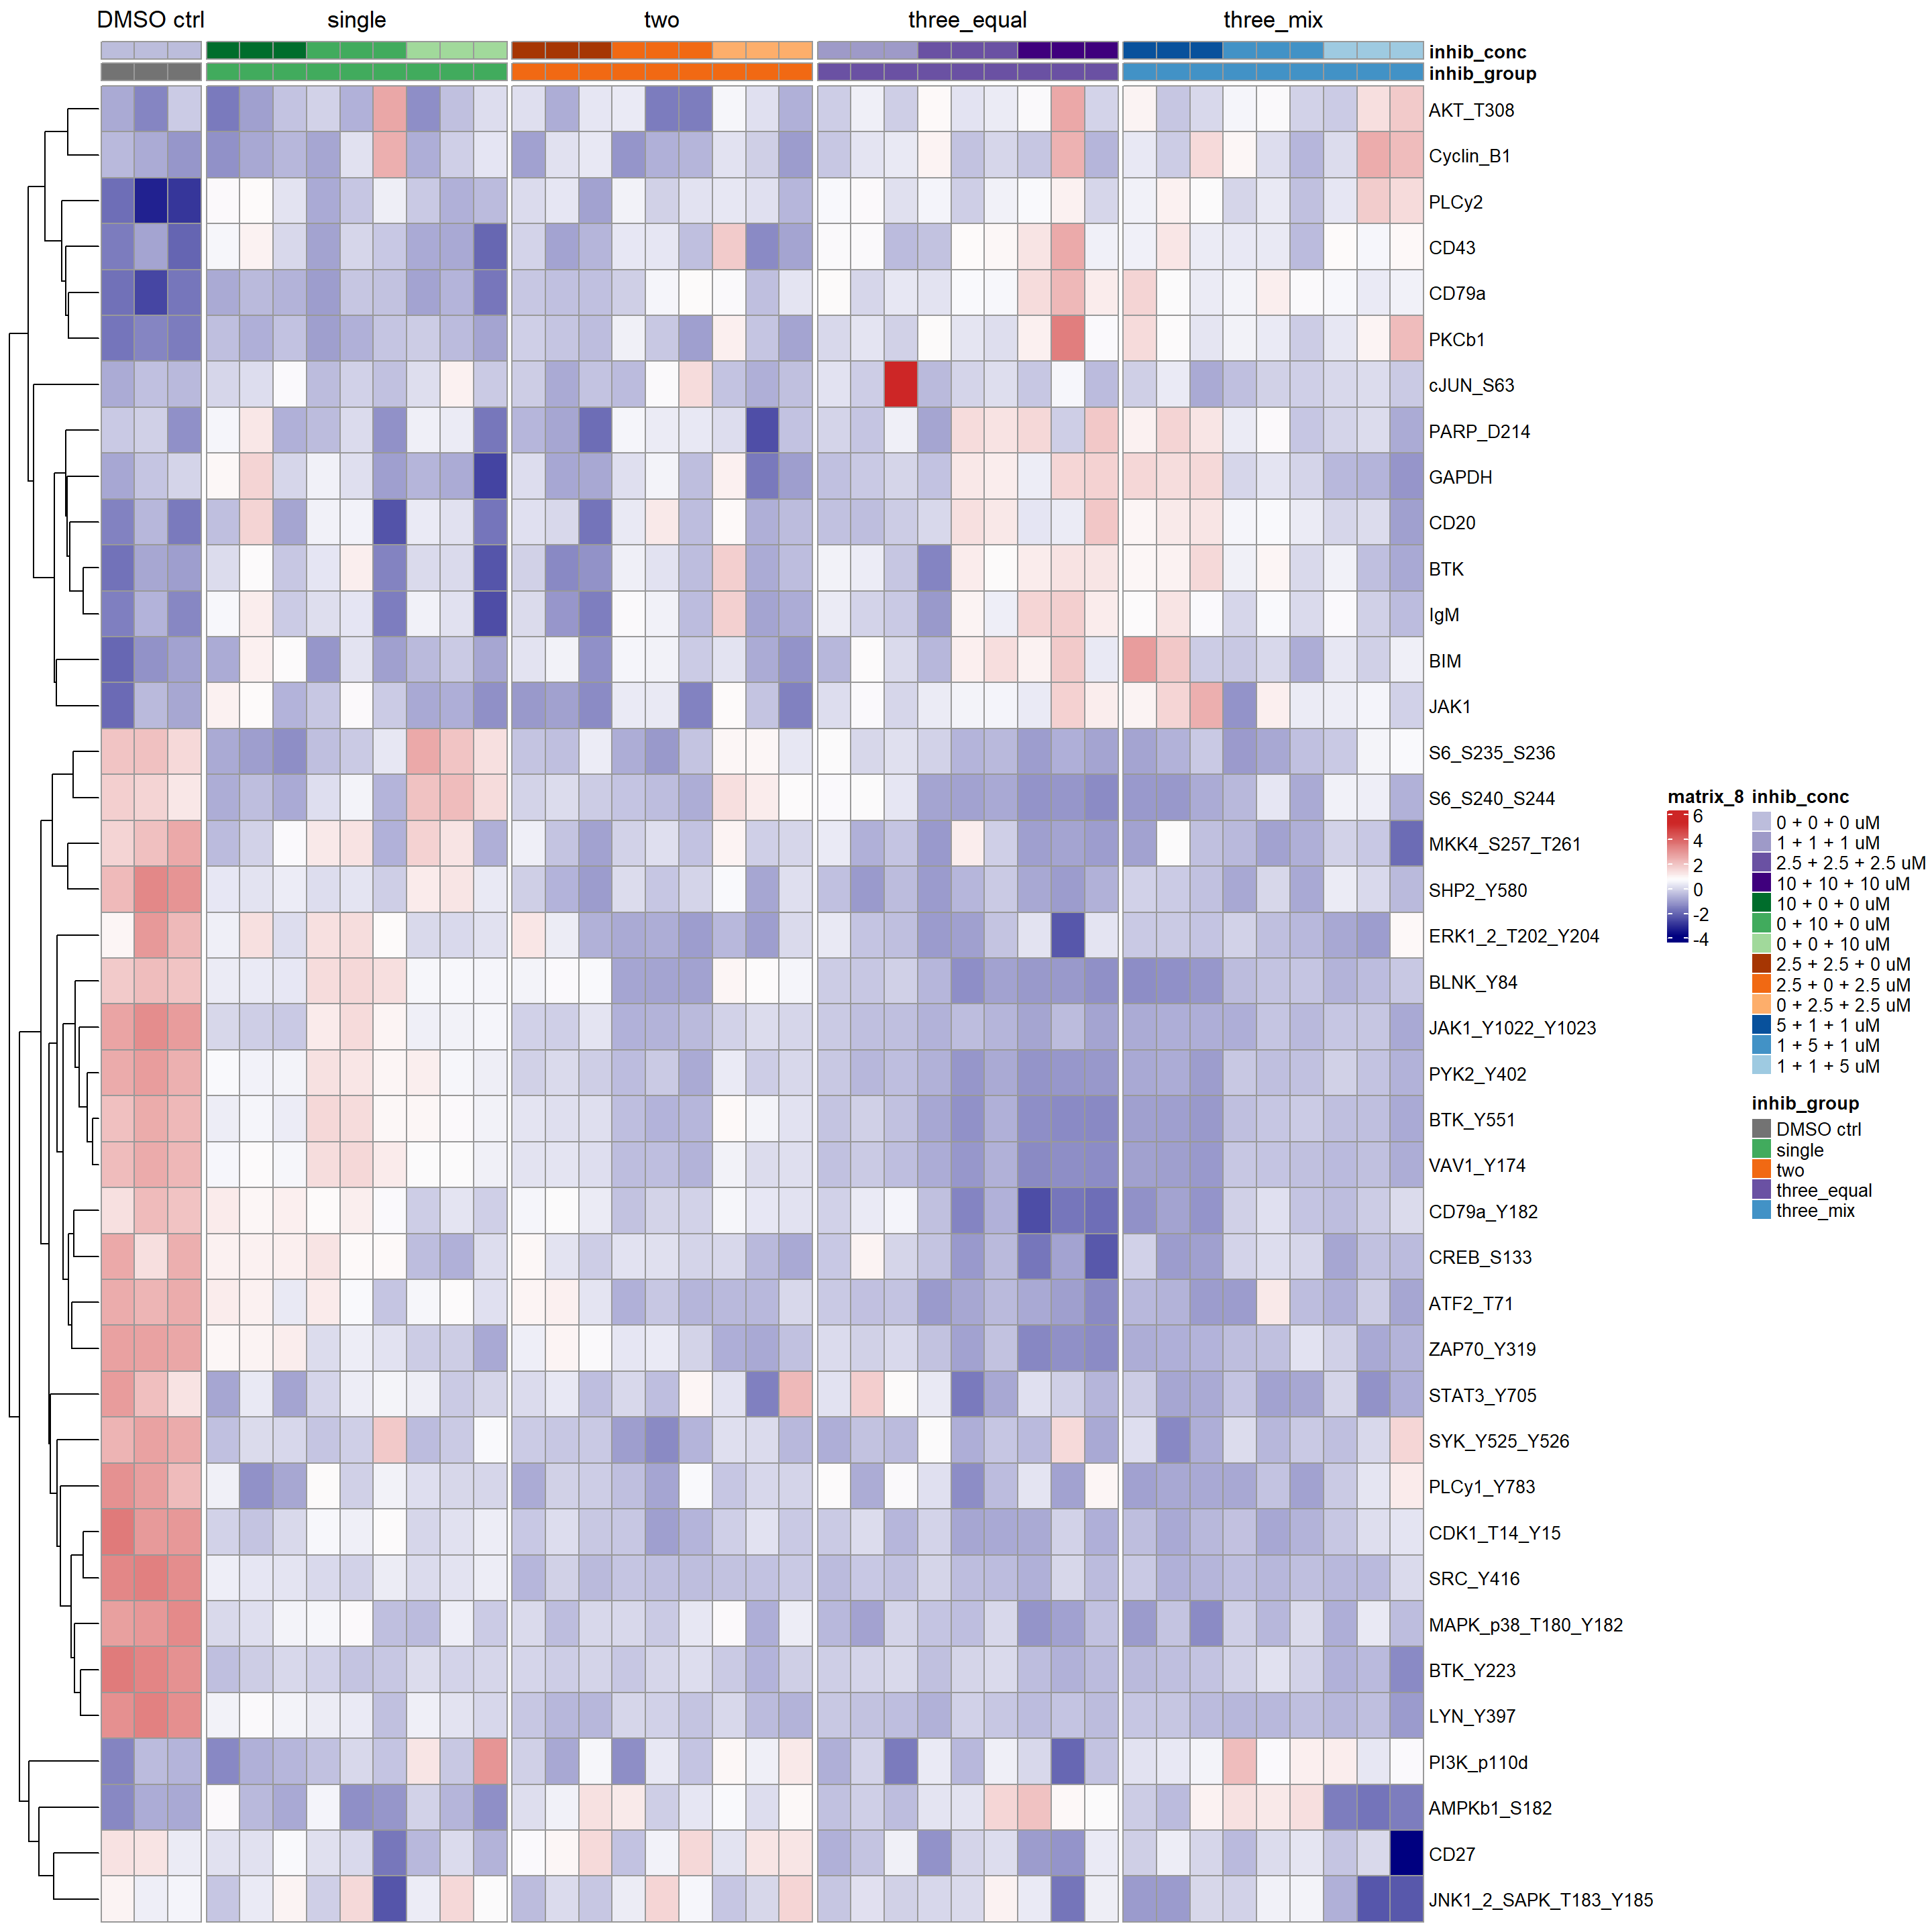 DMSO ctrl single two three_equal three_mix
inhib_conc
inhib_group
AKT_T308
Cyclin_B1
PLCy2
CD43
CD79a
PKCb1
cJUN_S63
PARP_D214
GAPDH
CD20
BTK
IgM
BIM
JAK1
S6_S235_S236
S6_S240_S244
MKK4_S257_T261
SHP2_Y580
ERK1_2_T202_Y204
BLNK_Y84
JAK1_Y1022_Y1023
PYK2_Y402
BTK_Y551
VAV1_Y174
CD79a_Y182
CREB_S133
ATF2_T71
ZAP70_Y319
STAT3_Y705
SYK_Y525_Y526
PLCy1_Y783
CDK1_T14_Y15
SRC_Y416
MAPK_p38_T180_Y182
BTK_Y223
LYN_Y397
PI3K_p110d
AMPKb1_S182
CD27
JNK1_2_SAPK_T183_Y185
matrix_8
6
4
2
0
-2
-4
inhib_conc
0 + 0 + 0 uM
1 + 1 + 1 uM
2.5 + 2.5 + 2.5 uM
10 + 10 + 10 uM
10 + 0 + 0 uM
0 + 10 + 0 uM
0 + 0 + 10 uM
2.5 + 2.5 + 0 uM
2.5 + 0 + 2.5 uM
0 + 2.5 + 2.5 uM
5 + 1 + 1 uM
1 + 5 + 1 uM
1 + 1 + 5 uM
inhib_group
DMSO ctrl
single
two
three_equal
three_mix